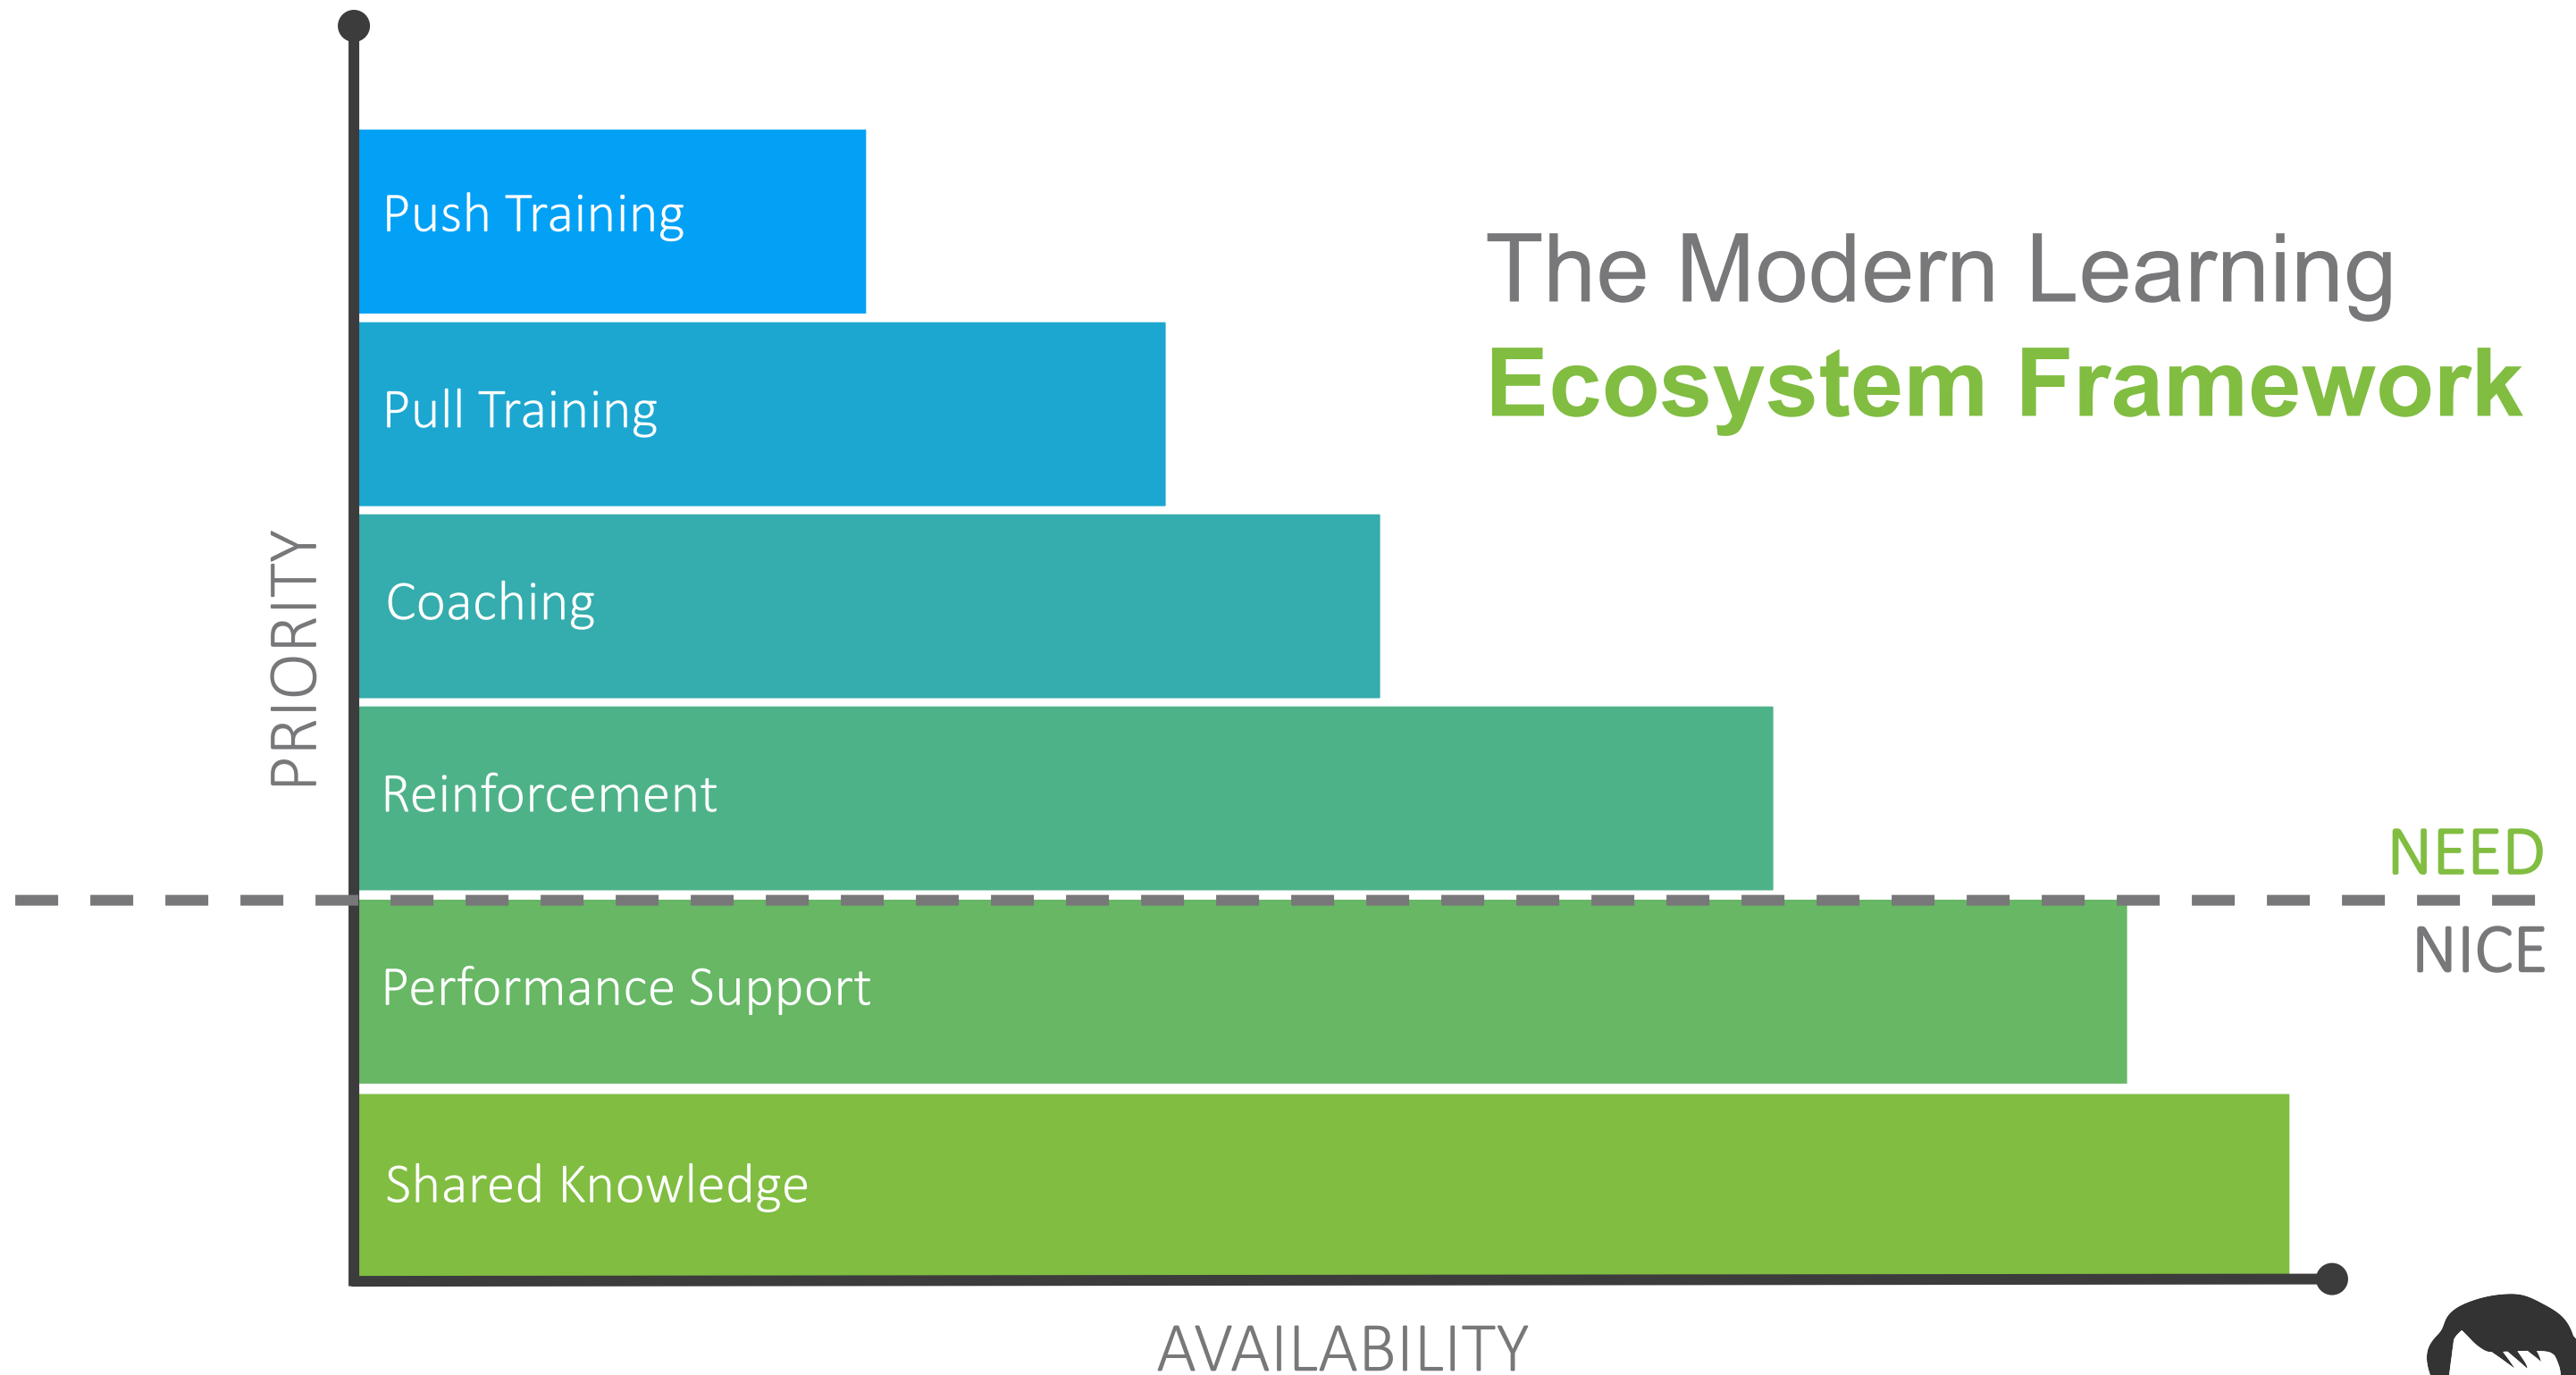 Push Training
The Modern Learning
Ecosystem Framework
Pull Training
Coaching
PRIORITY
Reinforcement
NEED
NICE
Performance Support
Shared Knowledge
AVAILABILITY